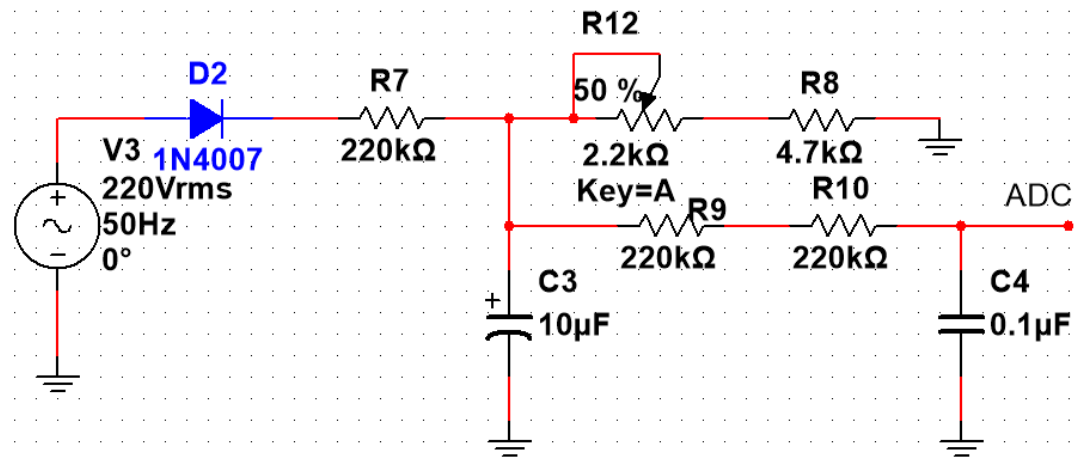 R12
D2
R7
50 %
R8
V3
1N4007
220kΩ
2.2kΩ
4.7kΩ
220Vrms
Key=A
R9
R10
ADC
50Hz
0°
220kΩ
220kΩ
C3
10µF
C4
0.1µF